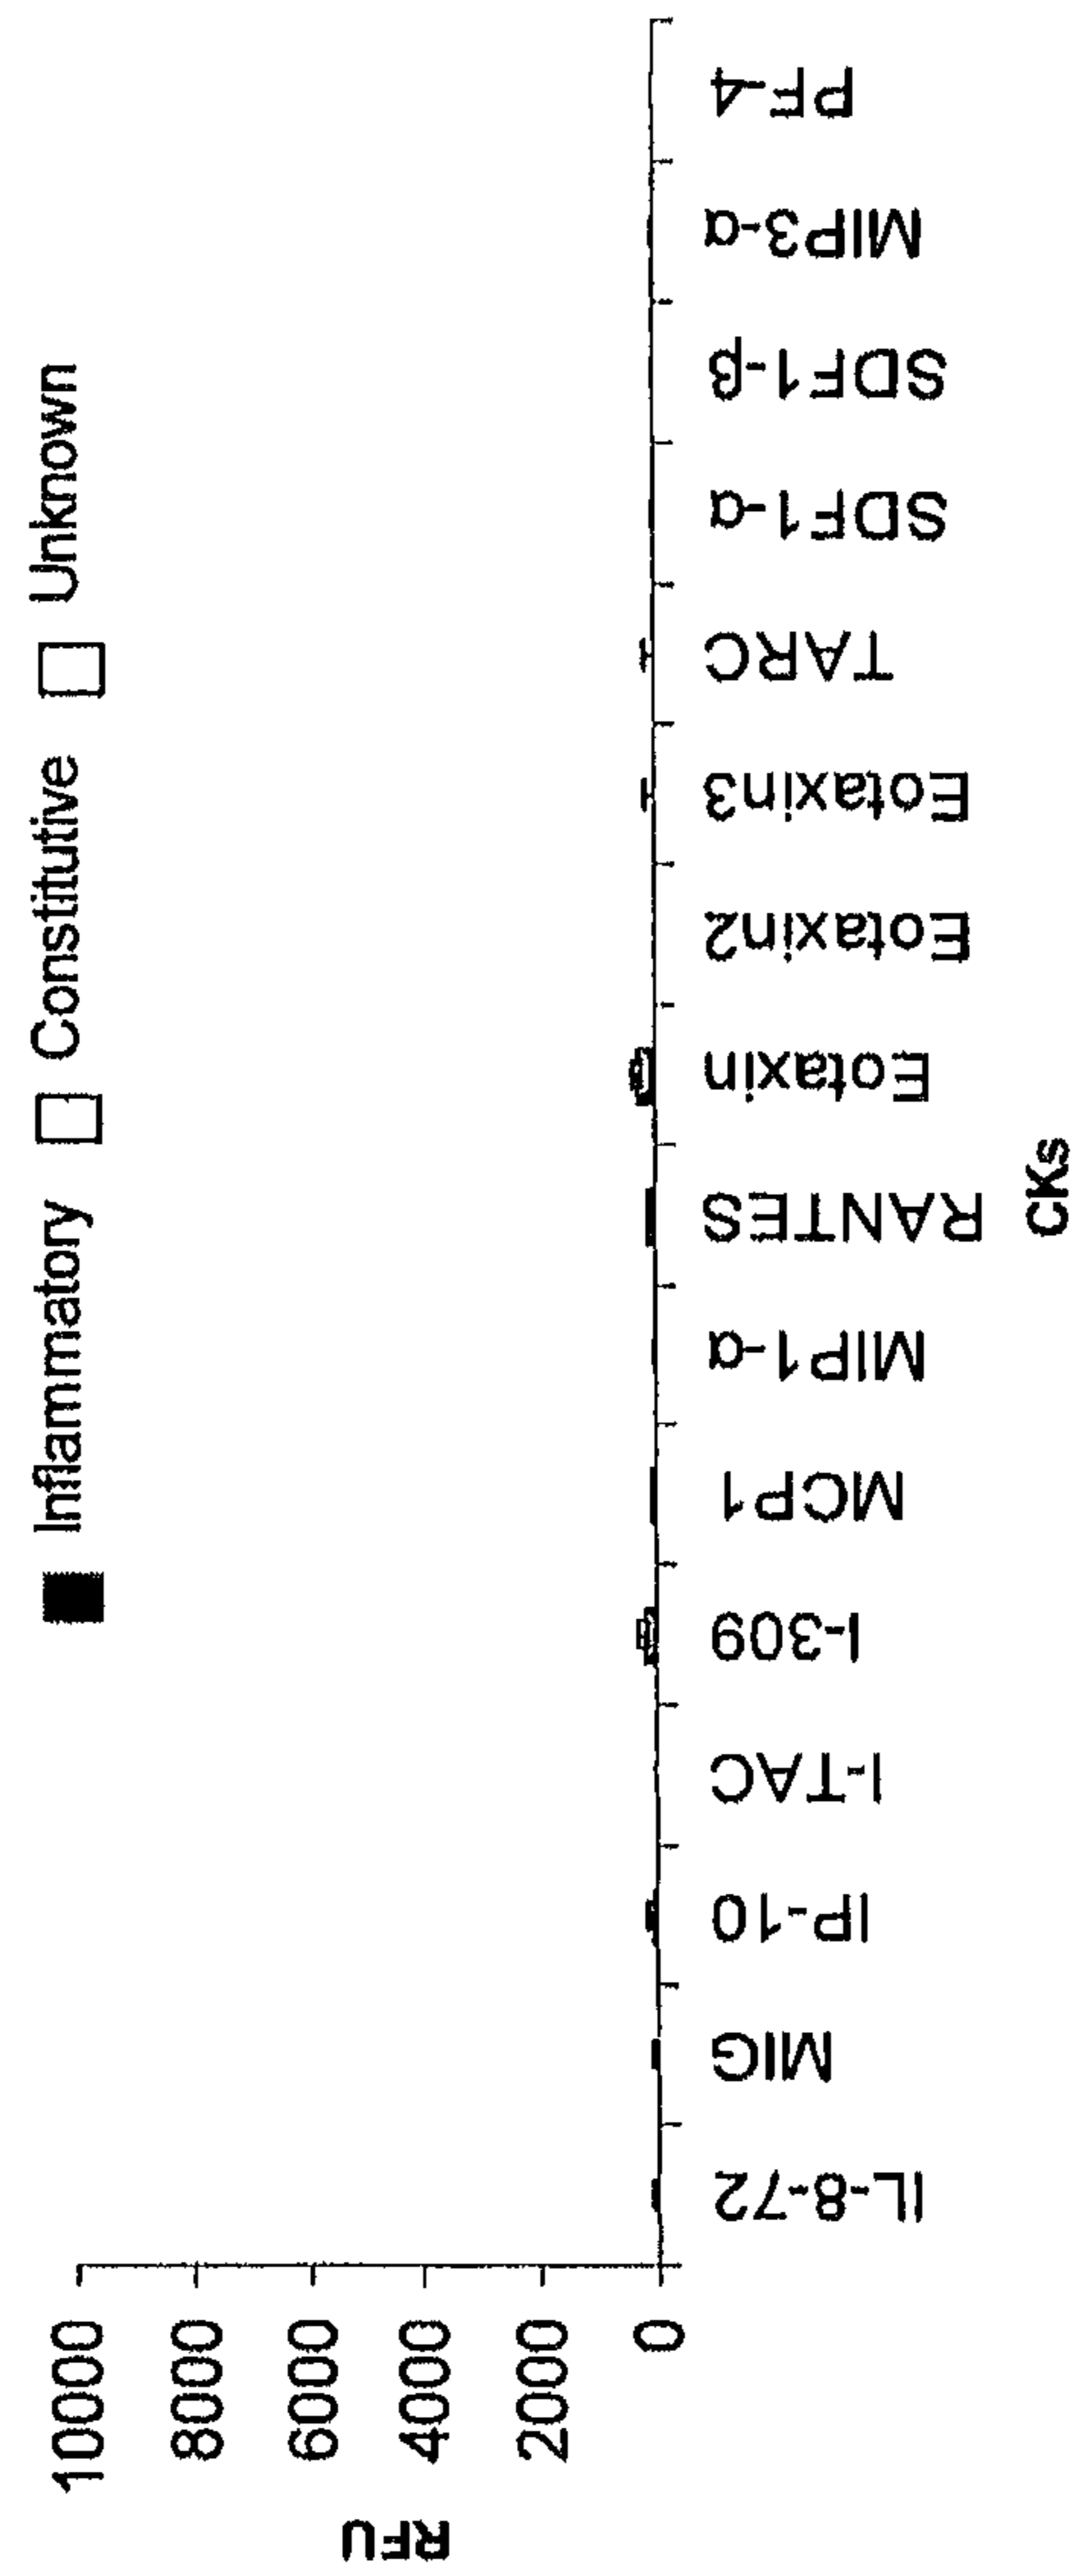 Inflammatory Constitutive Unknown
RFU
10000
8000
6000
4000
2000
0
IL-8-72
MIG
IP-10
I-TAC
I-309
MCP1
MIP1-α
RANTES
Eotaxin
Eotaxin2
Eotaxin3
TARC
SDF1-α
SDF1-β
MIP3-α
PF-4
CKs